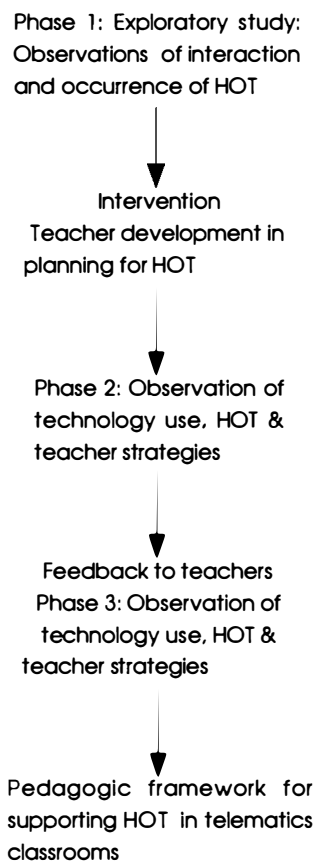 Phase 1: Exploratory study:
Observations of interaction
and occurrence of HOT
Intervention
Teacher development in
planning for HOT
Phase 2: Observation of
technology use, HOT &
teacher strategies
Feedback to teachers
Phase 3: Observation of
technology use, HOT &
teacher strategies
Pedagogic framework for
supporting HOT in telematics
classrooms